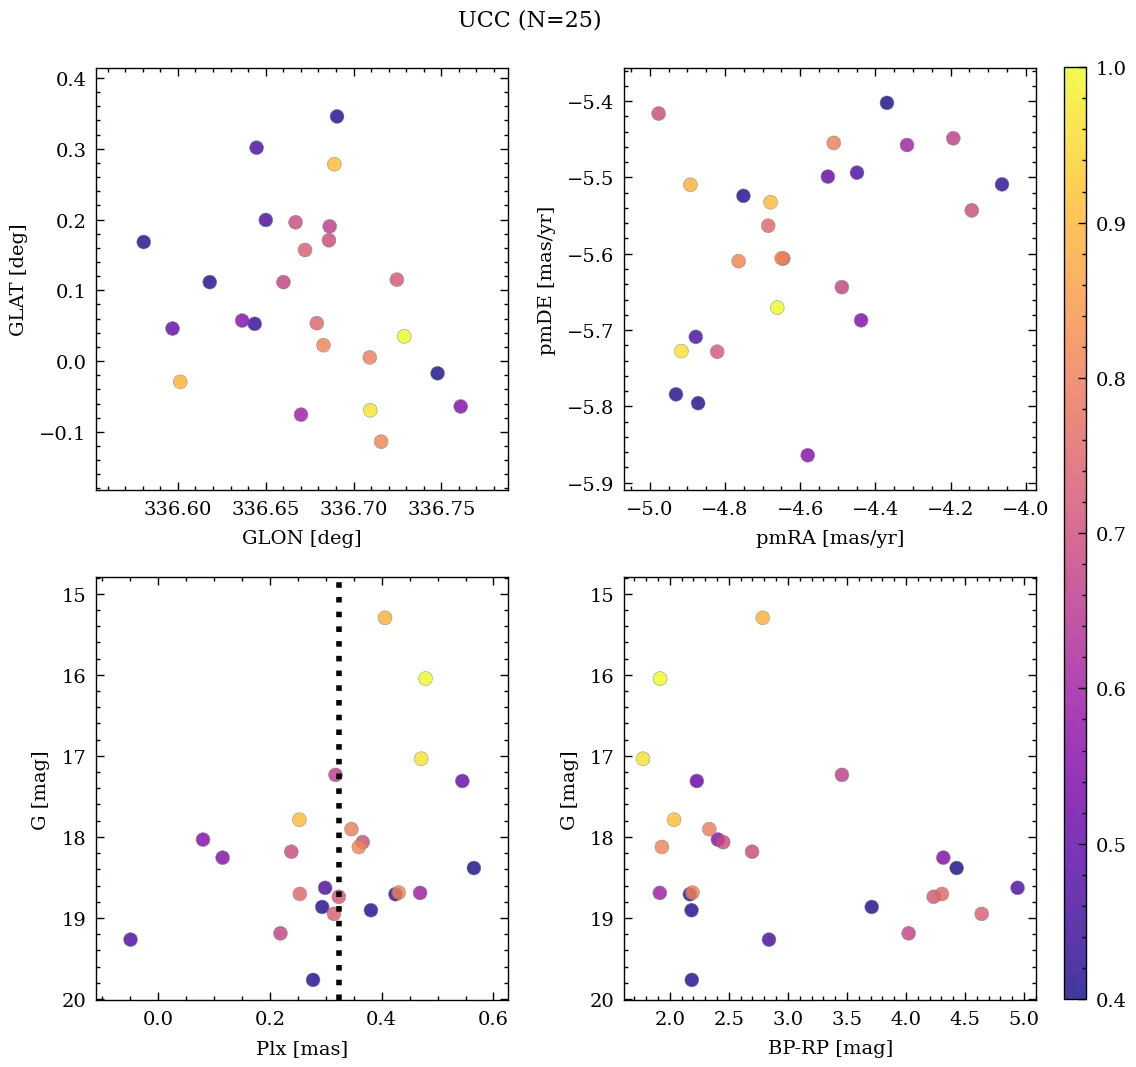 UCC (N=25)
0.4
0.3
0.2
0.1
0.0
−0.1
GLAT [deg]
336.60 336.65 336.70 336.75
GLON [deg]
−5.4
−5.5
−5.6
−5.7
−5.8
−5.9
pmDE [mas/yr]
−5.0 −4.8 −4.6 −4.4 −4.2 −4.0
pmRA [mas/yr]
15
16
17
18
19
20
G [mag]
0.0 0.2 0.4 0.6
Plx [mas]
15
16
17
18
19
20
G [mag]
2.0 2.5 3.0 3.5 4.0 4.5 5.0
BP-RP [mag]
1.0
0.9
0.8
0.7
0.6
0.5
0.4